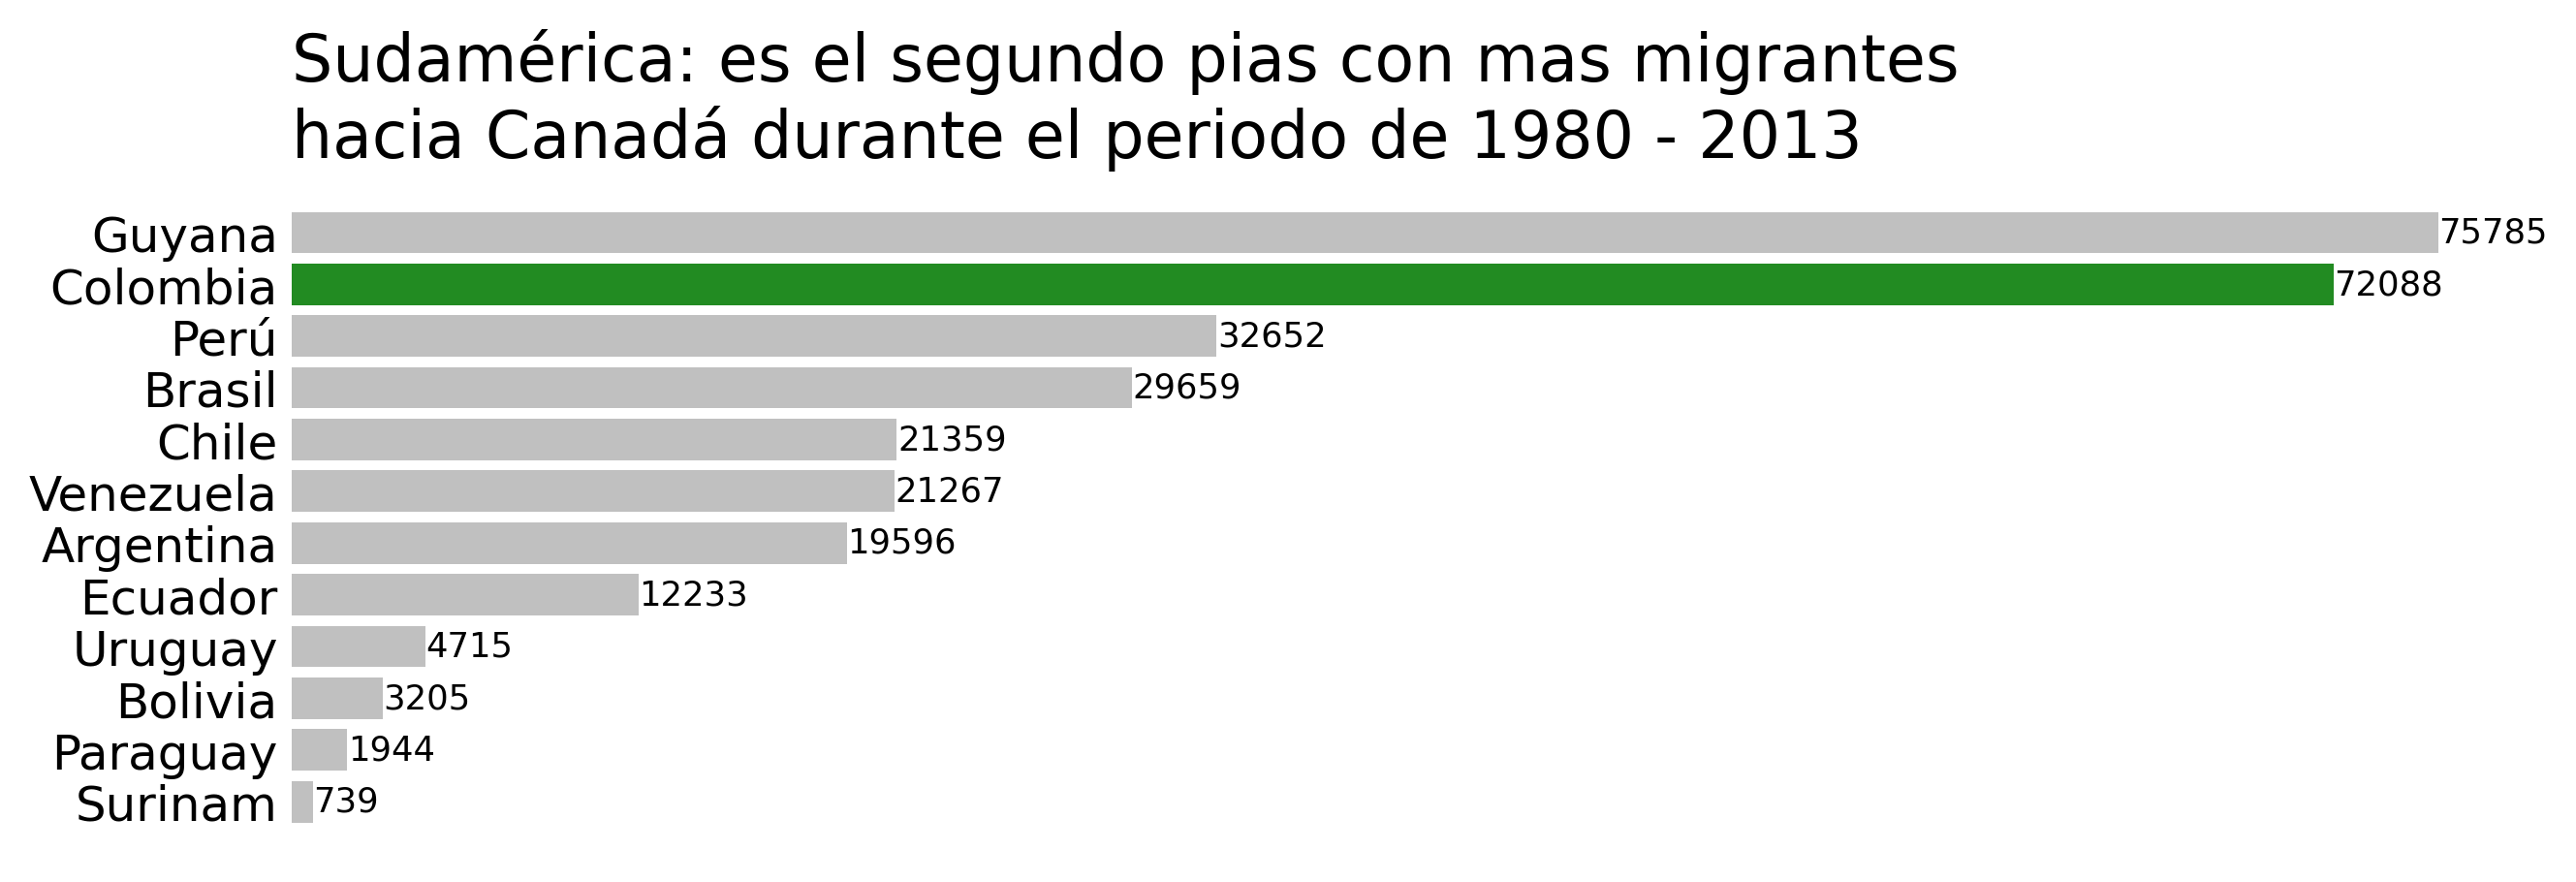 Sudamérica: es el segundo pias con mas migrantes
hacia Canadá durante el periodo de 1980 - 2013
Guyana 75785
Colombia 72088
Perú 32652
Brasil 29659
Chile 21359
Venezuela 21267
Argentina 19596
Ecuador 12233
Uruguay 4715
Bolivia 3205
Paraguay 1944
Surinam 739